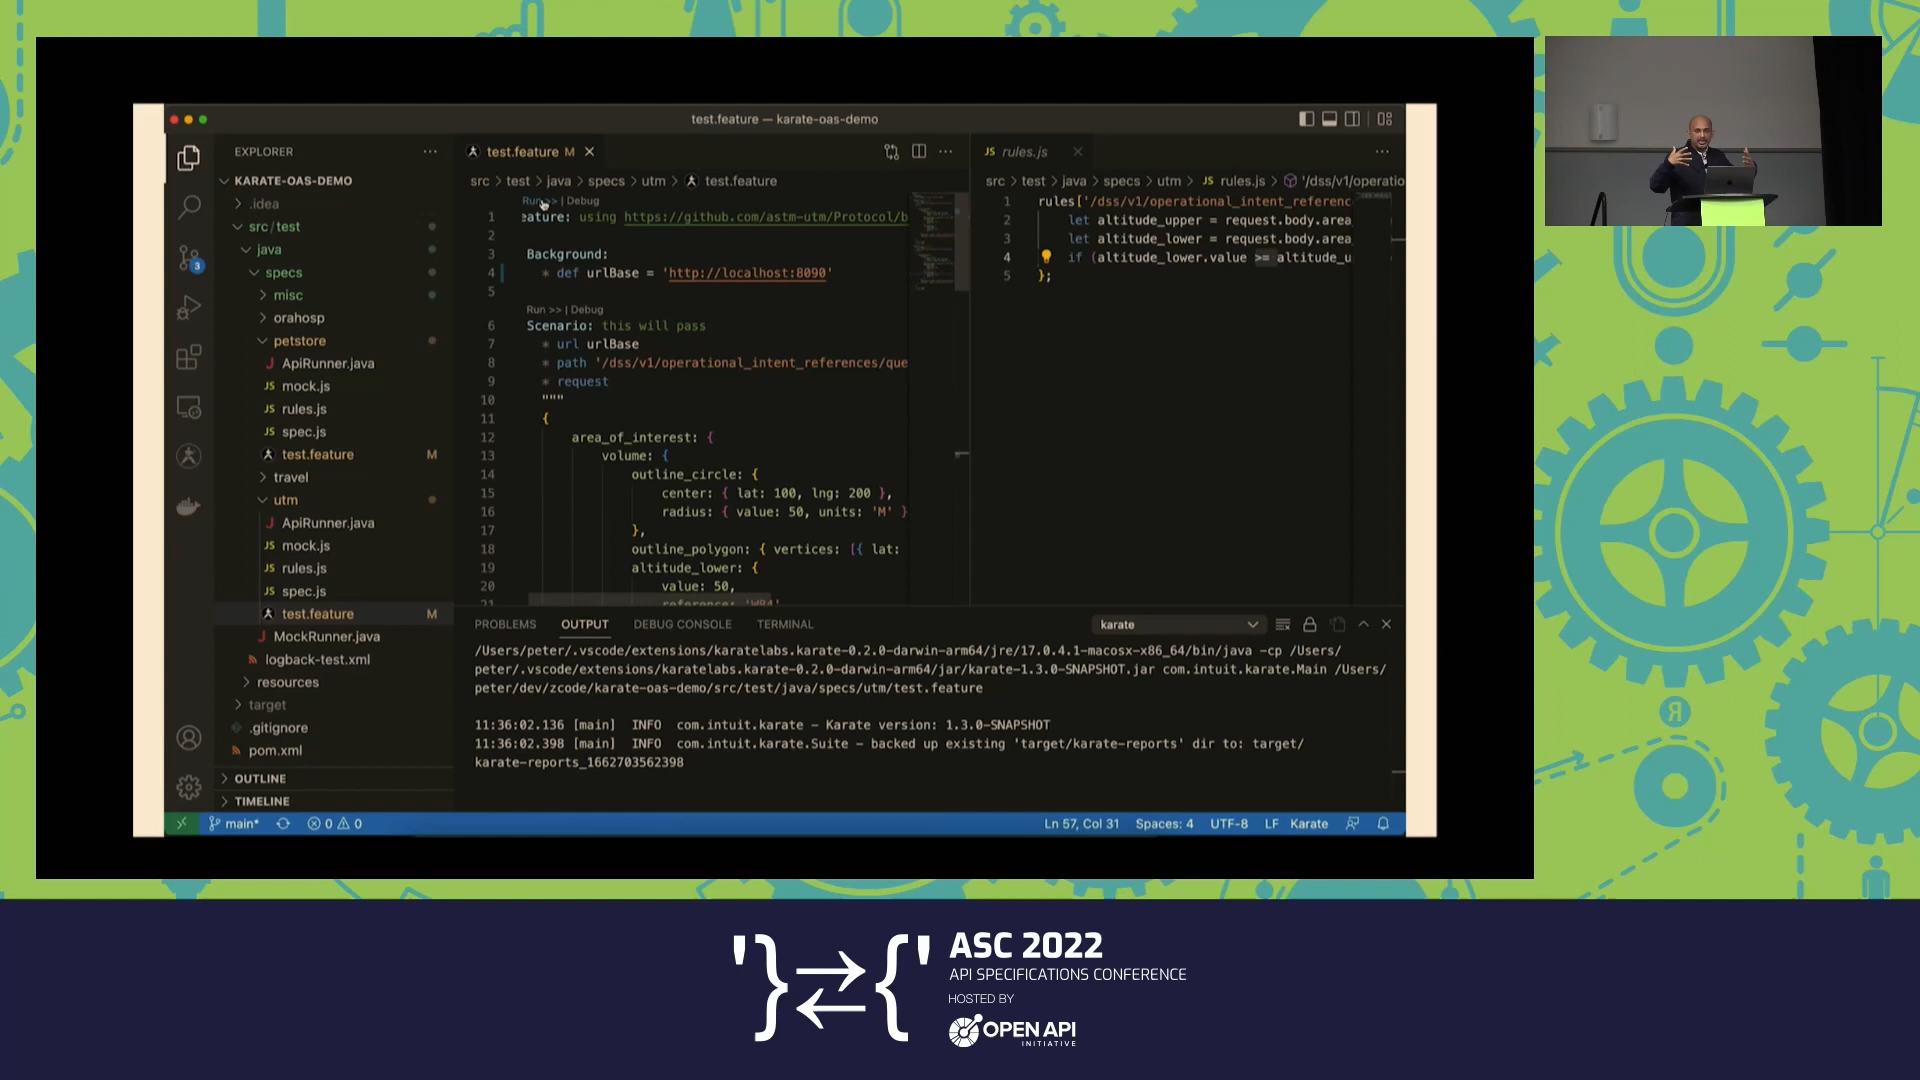 test.feature — karate-oas-demo
EXPLORER
KARATE-OAS-DEMO
.idea
src/test
java
specs
misc
orahosp
petstore
J ApiRunner.java
JS mock.js
JS rules.js
JS spec.js
test.feature M
travel
utm
J ApiRunner.java
JS mock.js
JS rules.js
JS spec.js
test.feature M
J MockRunner.java
logback-test.xml
resources
target
.gitignore
pom.xml
OUTLINE
TIMELINE
3
test.feature M
src > test > java > specs > utm > test.feature
Run >> | Debug
1 eature: using https://github.com/astm-utm/Protocol/b
2
3 Background:
4 * def urlBase = 'http://localhost:8090'
5
Run >> | Debug
6 Scenario: this will pass
7 * url urlBase
8 * path '/dss/v1/operational_intent_references/que
9 * request
10 """
11 {
12 area_of_interest: {
13 volume: {
14 outline_circle: {
15 center: { lat: 100, lng: 200 },
16 radius: { value: 50, units: 'M' }
17 },
18 outline_polygon: { vertices: [{ lat:
19 altitude_lower: {
20 value: 50,
21 reference: 'W84'
JS rules.js
src > test > java > specs > utm > JS rules.js > '/dss/v1/operatio
1 rules['/dss/v1/operational_intent_referenc
2 let altitude_upper = request.body.area
3 let altitude_lower = request.body.area
4 if (altitude_lower.value >= altitude_u
5 };
PROBLEMS OUTPUT DEBUG CONSOLE TERMINAL
karate
/Users/peter/.vscode/extensions/karatelabs.karate-0.2.0-darwin-arm64/jre/17.0.4.1-macosx-x86_64/bin/java -cp /Users/
peter/.vscode/extensions/karatelabs.karate-0.2.0-darwin-arm64/jar/karate-1.3.0-SNAPSHOT.jar com.intuit.karate.Main /Users/
peter/dev/zcode/karate-oas-demo/src/test/java/specs/utm/test.feature
11:36:02.136 [main] INFO com.intuit.karate - Karate version: 1.3.0-SNAPSHOT
11:36:02.398 [main] INFO com.intuit.karate.Suite - backed up existing 'target/karate-reports' dir to: target/
karate-reports_1662703562398
main* 0 0
Ln 57, Col 31 Spaces: 4 UTF-8 LF Karate
'}{'
ASC 2022
API SPECIFICATIONS CONFERENCE
HOSTED BY
OPEN API
INITIATIVE